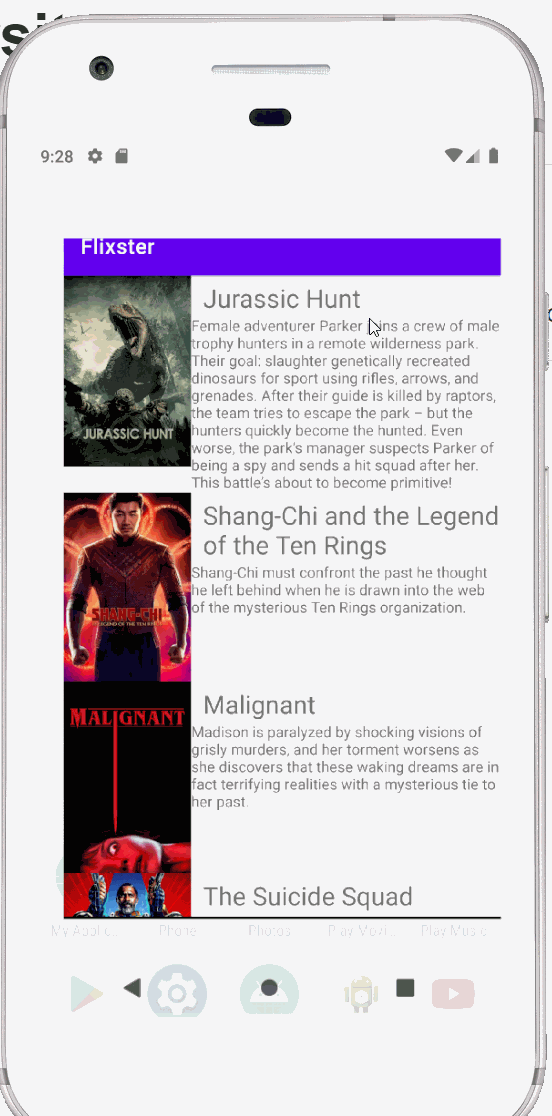 sit
9:28
Flixster
JURASSIC HUNT
Jurassic Hunt
Female adventurer Parker joins a crew of male
trophy hunters in a remote wilderness park.
Their goal: slaughter genetically recreated
dinosaurs for sport using rifles, arrows, and
grenades. After their guide is killed by raptors,
the team tries to escape the park – but the
hunters quickly become the hunted. Even
worse, the park's manager suspects Parker of
being a spy and sends a hit squad after her.
This battle's about to become primitive!
SHANG-CHI
LEGEND OF THE TEN RINGS
Shang-Chi and the Legend
of the Ten Rings
Shang-Chi must confront the past he thought
he left behind when he is drawn into the web
of the mysterious Ten Rings organization.
MALIGNANT
Malignant
Madison is paralyzed by shocking visions of
grisly murders, and her torment worsens as
she discovers that these waking dreams are in
fact terrifying realities with a mysterious tie to
her past.
The Suicide Squad
My Applic... Phone Photos Play Movi... Play Music